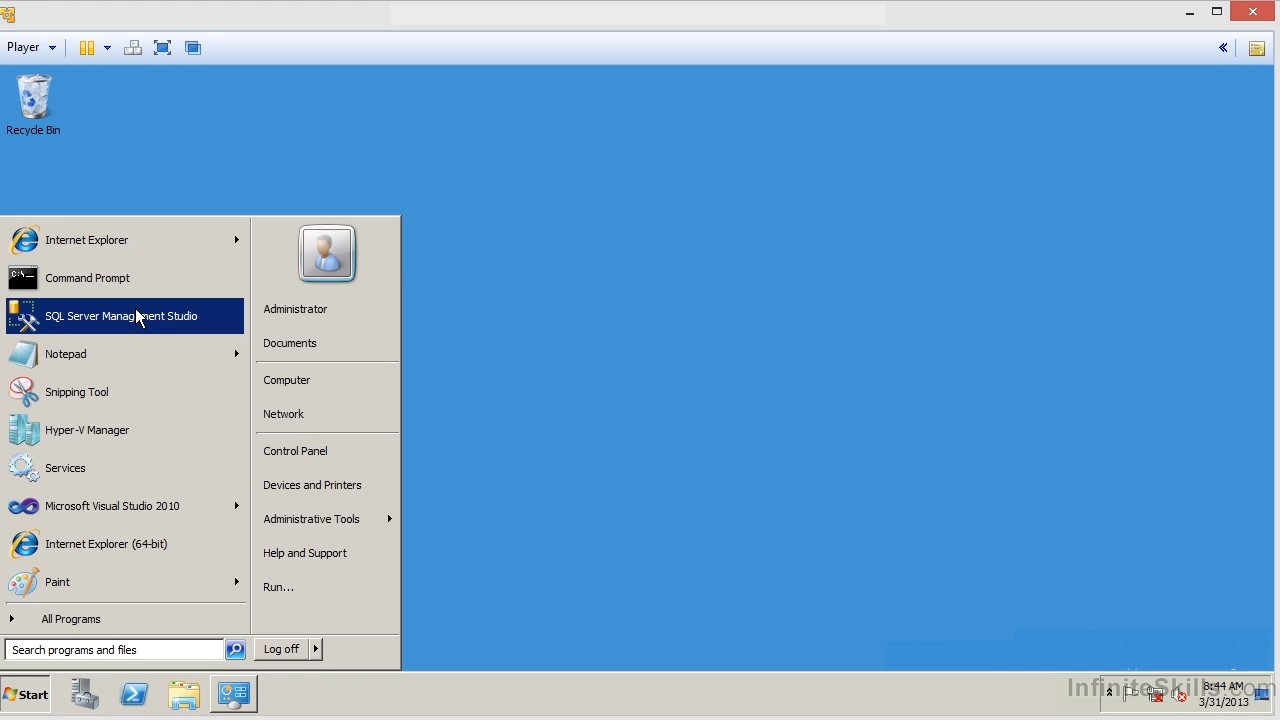 Player
Recycle Bin
Internet Explorer
Command Prompt
SQL Server Management Studio
Notepad
Snipping Tool
Hyper-V Manager
Services
Microsoft Visual Studio 2010
Internet Explorer (64-bit)
Paint
All Programs
Search programs and files
Administrator
Documents
Computer
Network
Control Panel
Devices and Printers
Administrative Tools
Help and Support
Run...
Log off
Start
InfiniteSkills.com
8:44 AM
3/31/2013